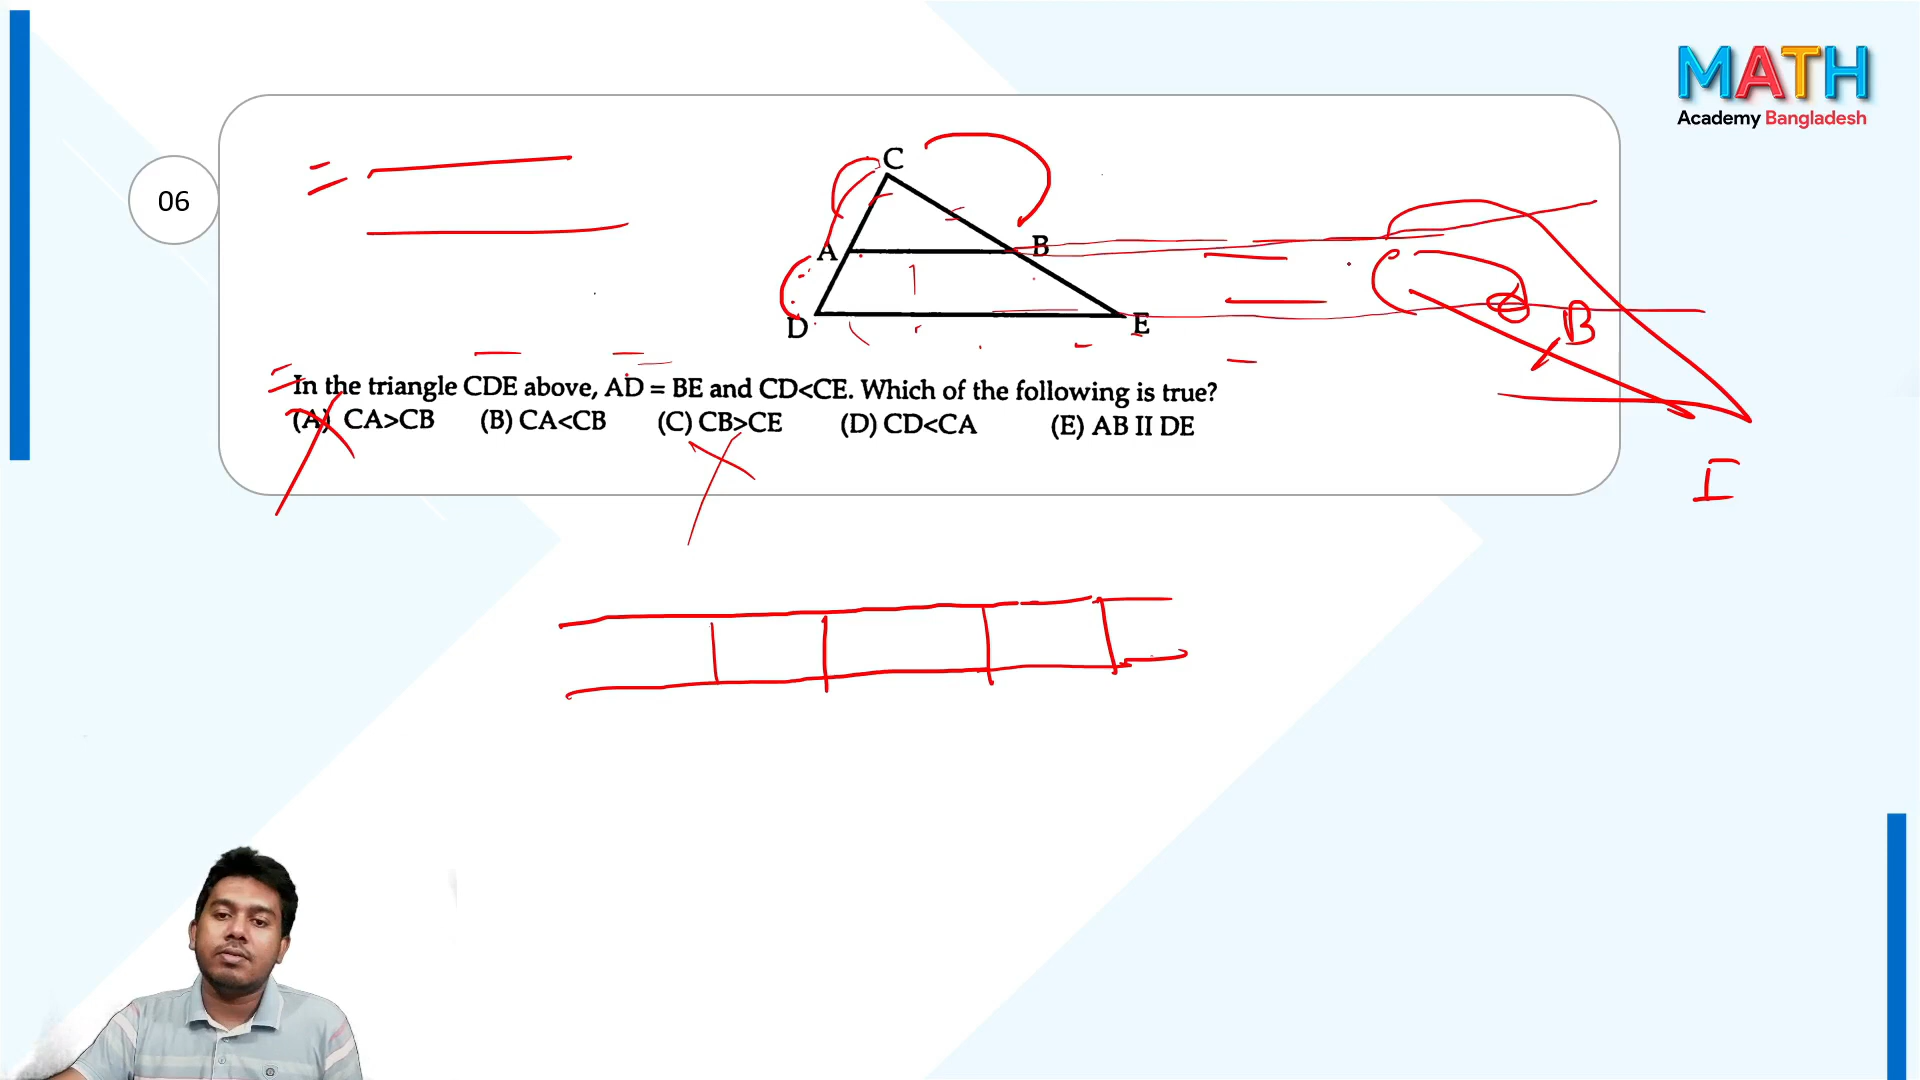 MATH
Academy Bangladesh
06
C
A
B
D
E
B
I
In the triangle CDE above, AD = BE and CD<CE. Which of the following is true?
(A) CA>CB (B) CA<CB (C) CB>CE (D) CD<CA (E) AB II DE